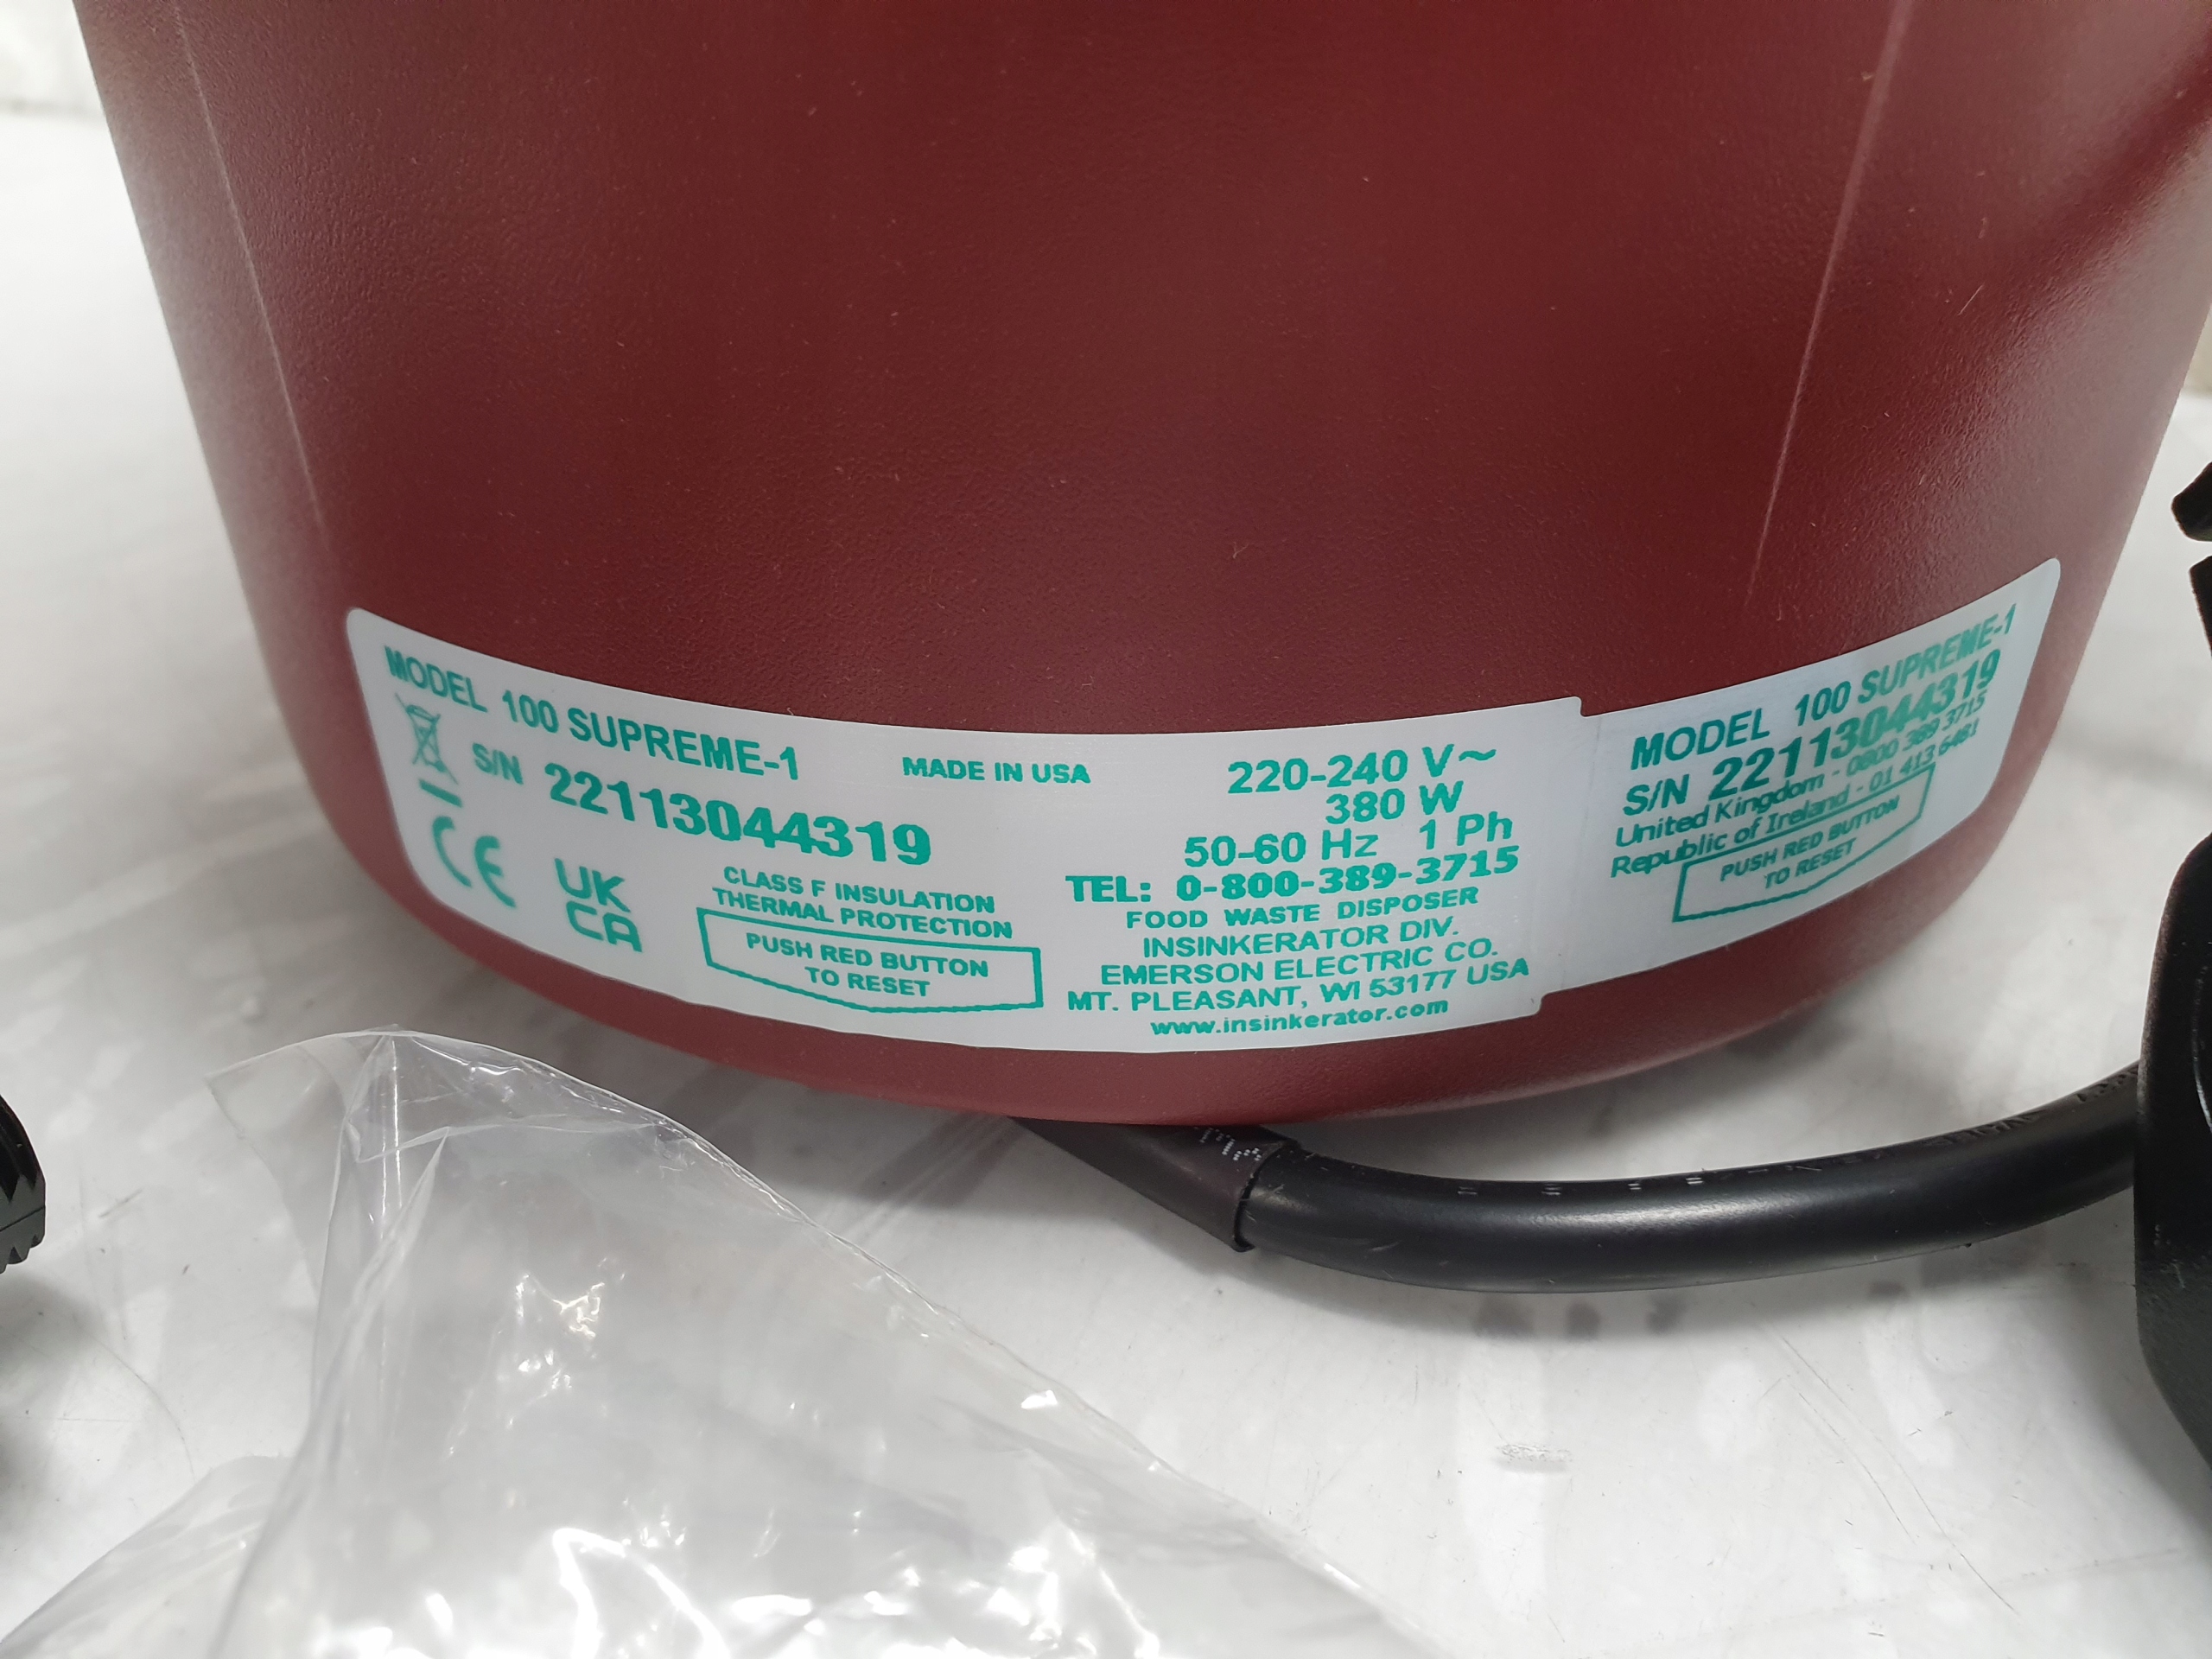 MODEL 100 SUPREME-1
S/N 22113044319
CE
UK
CA
MADE IN USA
CLASS F INSULATION
THERMAL PROTECTION
PUSH RED BUTTON
TO RESET
220-240 V~
380 W
50-60 Hz 1 Ph
TEL: 0-800-389-3715
FOOD WASTE DISPOSER
INSINKERATOR DIV.
EMERSON ELECTRIC CO.
MT. PLEASANT, WI 53177 USA
www.insinkerator.com
MODEL 100 SUPREME-1
S/N 22113044319
United Kingdom - 0800 389 3715
Republic of Ireland - 01 413 6481
PUSH RED BUTTON
TO RESET